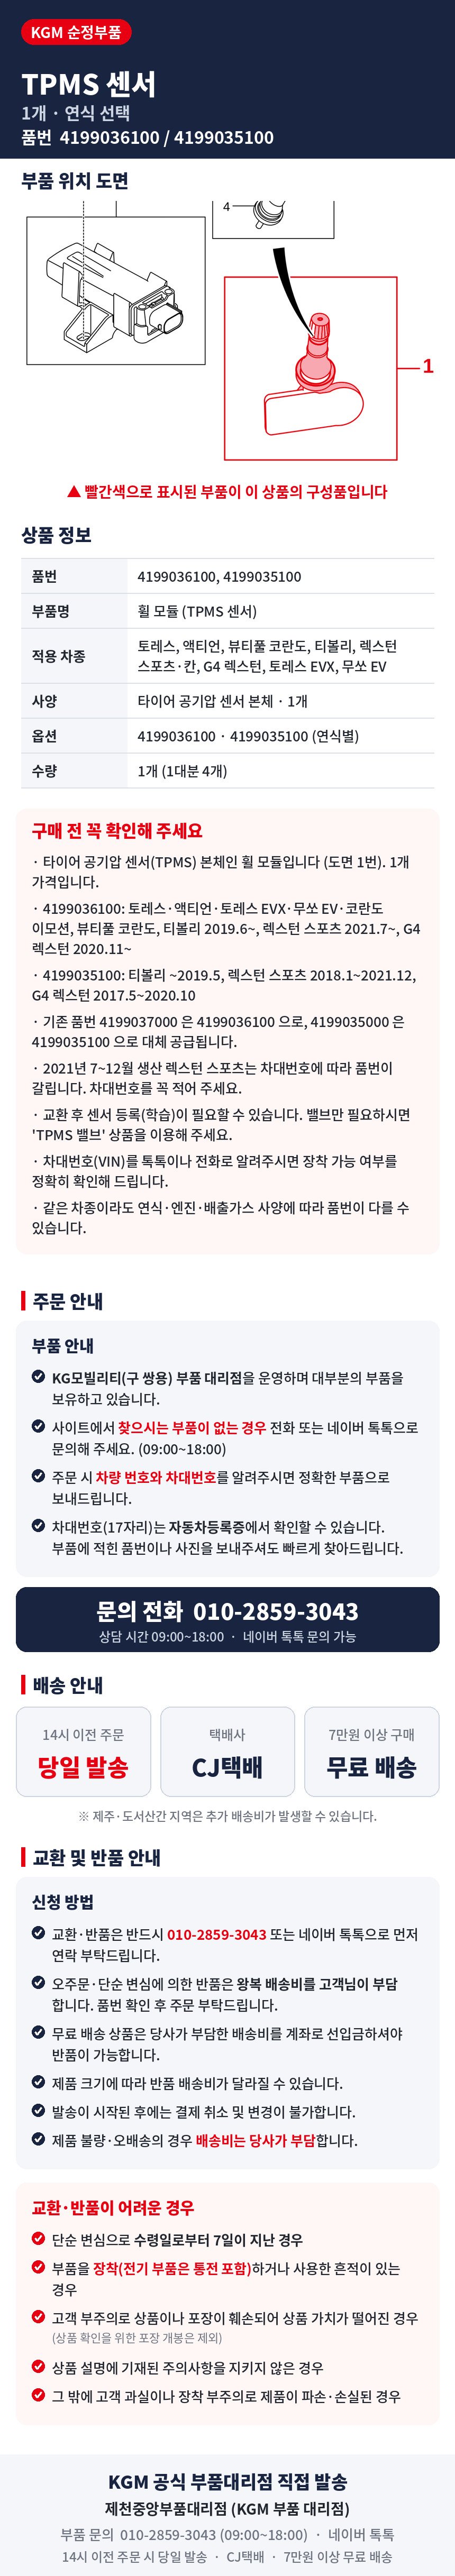 KGM 순정부품
TPMS 센서
1개 · 연식 선택
품번 4199036100 / 4199035100
부품 위치 도면
4
1
▲ 빨간색으로 표시된 부품이 이 상품의 구성품입니다
상품 정보
품번 4199036100, 4199035100
부품명 휠 모듈 (TPMS 센서)
적용 차종 토레스, 액티언, 뷰티풀 코란도, 티볼리, 렉스턴
스포츠·칸, G4 렉스턴, 토레스 EVX, 무쏘 EV
사양 타이어 공기압 센서 본체 · 1개
옵션 4199036100 · 4199035100 (연식별)
수량 1개 (1대분 4개)
구매 전 꼭 확인해 주세요
· 타이어 공기압 센서(TPMS) 본체인 휠 모듈입니다 (도면 1번). 1개
가격입니다.
· 4199036100: 토레스·액티언·토레스 EVX·무쏘 EV·코란도
이모션, 뷰티풀 코란도, 티볼리 2019.6~, 렉스턴 스포츠 2021.7~, G4
렉스턴 2020.11~
· 4199035100: 티볼리 ~2019.5, 렉스턴 스포츠 2018.1~2021.12,
G4 렉스턴 2017.5~2020.10
· 기존 품번 4199037000 은 4199036100 으로, 4199035000 은
4199035100 으로 대체 공급됩니다.
· 2021년 7~12월 생산 렉스턴 스포츠는 차대번호에 따라 품번이
갈립니다. 차대번호를 꼭 적어 주세요.
· 교환 후 센서 등록(학습)이 필요할 수 있습니다. 밸브만 필요하시면
'TPMS 밸브' 상품을 이용해 주세요.
· 차대번호(VIN)를 톡톡이나 전화로 알려주시면 장착 가능 여부를
정확히 확인해 드립니다.
· 같은 차종이라도 연식·엔진·배출가스 사양에 따라 품번이 다를 수
있습니다.
주문 안내
부품 안내
KG모빌리티(구 쌍용) 부품 대리점을 운영하며 대부분의 부품을
보유하고 있습니다.
사이트에서 찾으시는 부품이 없는 경우 전화 또는 네이버 톡톡으로
문의해 주세요. (09:00~18:00)
주문 시 차량 번호와 차대번호를 알려주시면 정확한 부품으로
보내드립니다.
차대번호(17자리)는 자동차등록증에서 확인할 수 있습니다.
부품에 적힌 품번이나 사진을 보내주셔도 빠르게 찾아드립니다.
문의 전화 010-2859-3043
상담 시간 09:00~18:00 · 네이버 톡톡 문의 가능
배송 안내
14시 이전 주문
당일 발송
택배사
CJ택배
7만원 이상 구매
무료 배송
※ 제주·도서산간 지역은 추가 배송비가 발생할 수 있습니다.
교환 및 반품 안내
신청 방법
교환·반품은 반드시 010-2859-3043 또는 네이버 톡톡으로 먼저
연락 부탁드립니다.
오주문·단순 변심에 의한 반품은 왕복 배송비를 고객님이 부담
합니다. 품번 확인 후 주문 부탁드립니다.
무료 배송 상품은 당사가 부담한 배송비를 계좌로 선입금하셔야
반품이 가능합니다.
제품 크기에 따라 반품 배송비가 달라질 수 있습니다.
발송이 시작된 후에는 결제 취소 및 변경이 불가합니다.
제품 불량·오배송의 경우 배송비는 당사가 부담합니다.
교환·반품이 어려운 경우
단순 변심으로 수령일로부터 7일이 지난 경우
부품을 장착(전기 부품은 통전 포함)하거나 사용한 흔적이 있는
경우
고객 부주의로 상품이나 포장이 훼손되어 상품 가치가 떨어진 경우
(상품 확인을 위한 포장 개봉은 제외)
상품 설명에 기재된 주의사항을 지키지 않은 경우
그 밖에 고객 과실이나 장착 부주의로 제품이 파손·손실된 경우
KGM 공식 부품대리점 직접 발송
제천중앙부품대리점 (KGM 부품 대리점)
부품 문의 010-2859-3043 (09:00~18:00) · 네이버 톡톡
14시 이전 주문 시 당일 발송 · CJ택배 · 7만원 이상 무료 배송